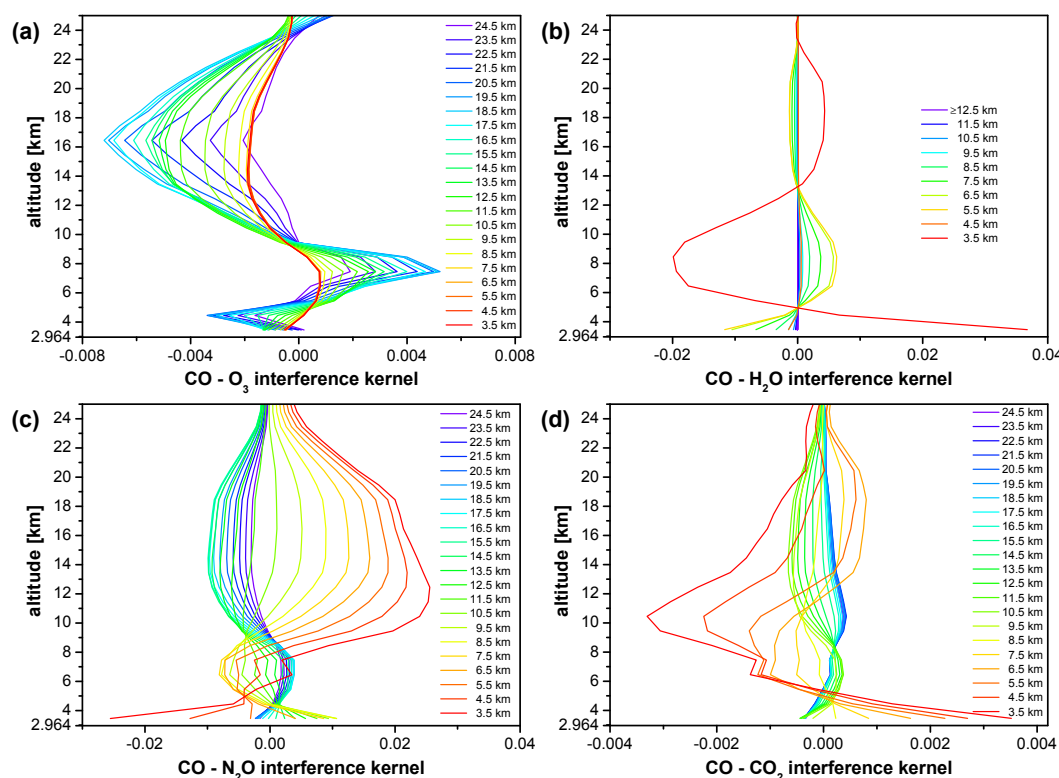 (a)
24
22
20
18
16
14
12
10
8
6
4
2.964
altitude [km]
-0.008 -0.004 0.000 0.004 0.008
CO - O3 interference kernel
24.5 km
23.5 km
22.5 km
21.5 km
20.5 km
19.5 km
18.5 km
17.5 km
16.5 km
15.5 km
14.5 km
13.5 km
12.5 km
11.5 km
10.5 km
9.5 km
8.5 km
7.5 km
6.5 km
5.5 km
4.5 km
3.5 km
(b)
24
22
20
18
16
14
12
10
8
6
4
2.964
altitude [km]
-0.02 0.00 0.02 0.04
CO - H2O interference kernel
≥12.5 km
11.5 km
10.5 km
9.5 km
8.5 km
7.5 km
6.5 km
5.5 km
4.5 km
3.5 km
(c)
24
22
20
18
16
14
12
10
8
6
4
2.964
altitude [km]
-0.02 0.00 0.02 0.04
CO - N2O interference kernel
24.5 km
23.5 km
22.5 km
21.5 km
20.5 km
19.5 km
18.5 km
17.5 km
16.5 km
15.5 km
14.5 km
13.5 km
12.5 km
11.5 km
10.5 km
9.5 km
8.5 km
7.5 km
6.5 km
5.5 km
4.5 km
3.5 km
(d)
24
22
20
18
16
14
12
10
8
6
4
2.964
altitude [km]
-0.004 -0.002 0.000 0.002 0.004
CO - CO2 interference kernel
24.5 km
23.5 km
22.5 km
21.5 km
20.5 km
19.5 km
18.5 km
17.5 km
16.5 km
15.5 km
14.5 km
13.5 km
12.5 km
11.5 km
10.5 km
9.5 km
8.5 km
7.5 km
6.5 km
5.5 km
4.5 km
3.5 km